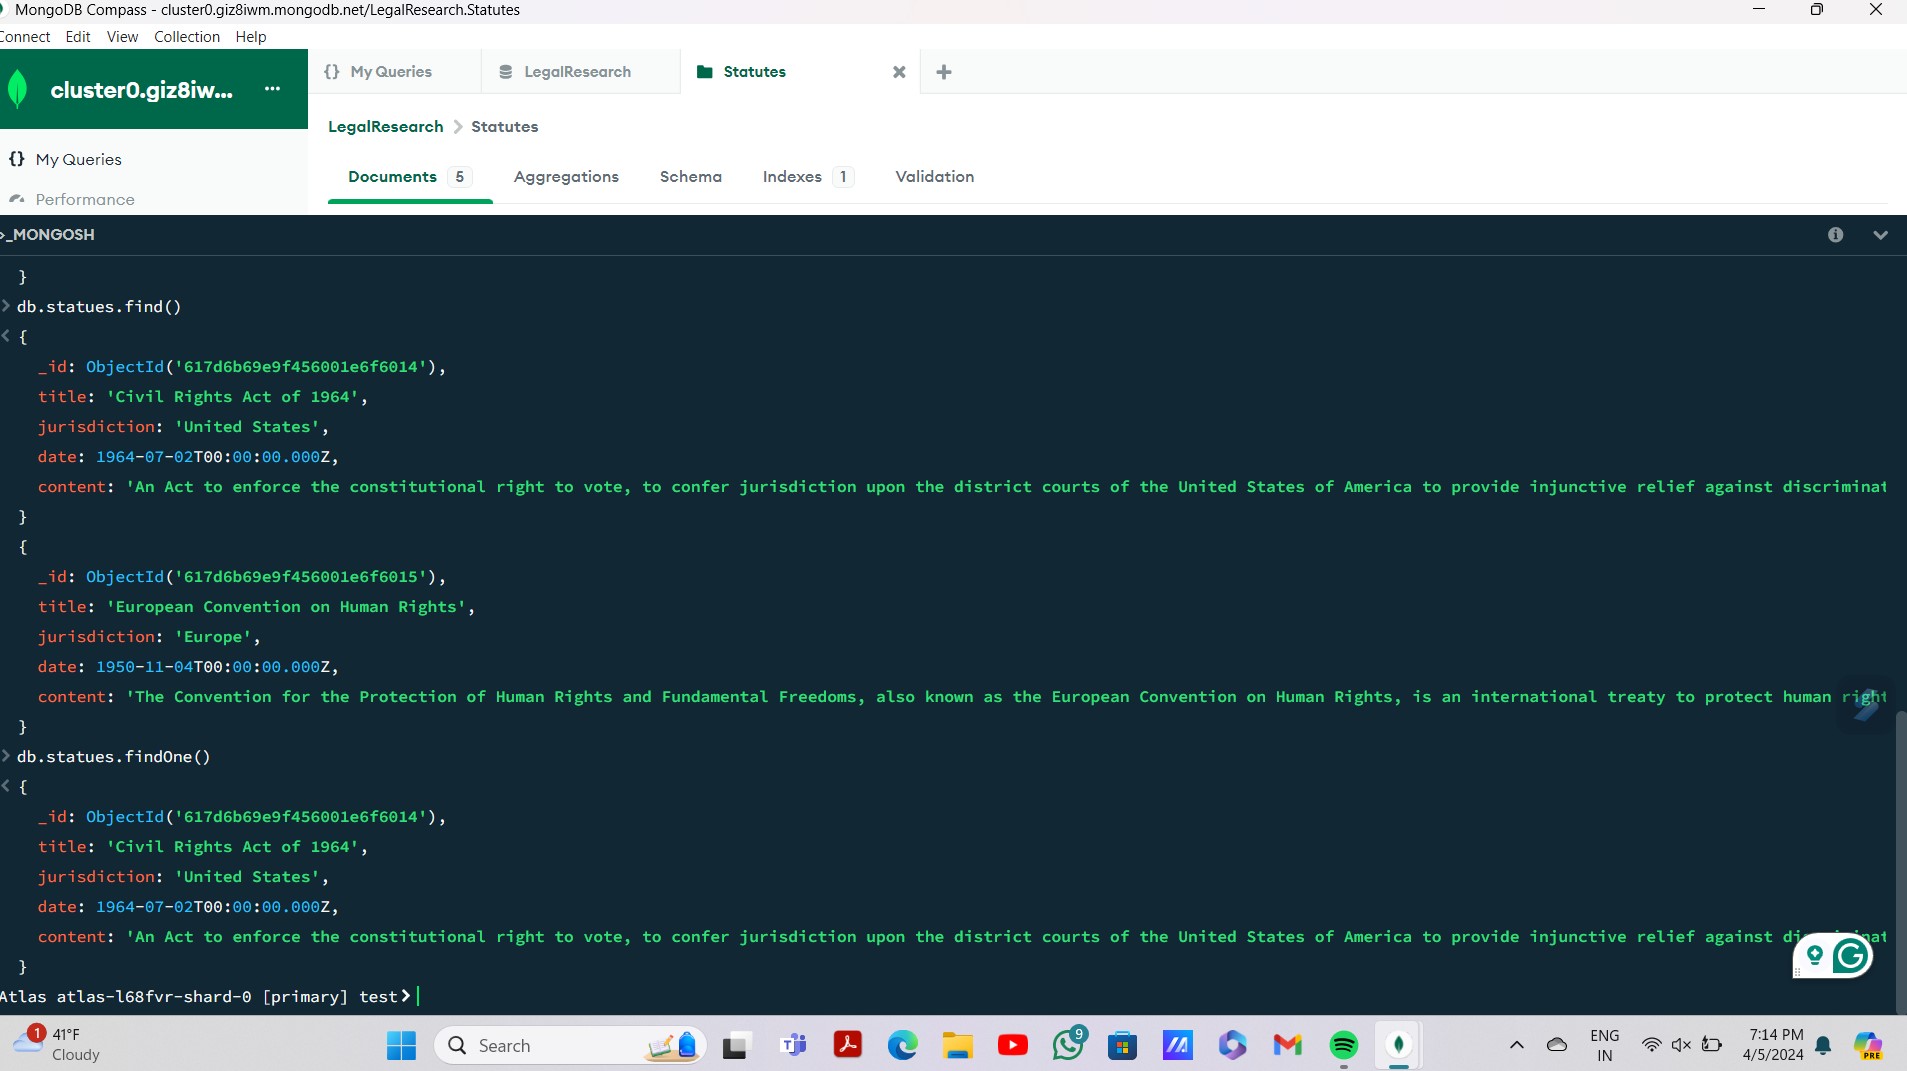 MongoDB Compass - cluster0.giz8iwm.mongodb.net/LegalResearch.Statutes
Connect Edit View Collection Help
cluster0.giz8iw... ...
{} My Queries
LegalResearch
Statutes
LegalResearch > Statutes
{} My Queries
Performance
Documents 5 Aggregations Schema Indexes 1 Validation
>_MONGOSH
}
> db.statues.find()
< {
_id: ObjectId('617d6b69e9f456001e6f6014'),
title: 'Civil Rights Act of 1964',
jurisdiction: 'United States',
date: 1964-07-02T00:00:00.000Z,
content: 'An Act to enforce the constitutional right to vote, to confer jurisdiction upon the district courts of the United States of America to provide injunctive relief against discriminat
}
{
_id: ObjectId('617d6b69e9f456001e6f6015'),
title: 'European Convention on Human Rights',
jurisdiction: 'Europe',
date: 1950-11-04T00:00:00.000Z,
content: 'The Convention for the Protection of Human Rights and Fundamental Freedoms, also known as the European Convention on Human Rights, is an international treaty to protect human right
}
> db.statues.findOne()
< {
_id: ObjectId('617d6b69e9f456001e6f6014'),
title: 'Civil Rights Act of 1964',
jurisdiction: 'United States',
date: 1964-07-02T00:00:00.000Z,
content: 'An Act to enforce the constitutional right to vote, to confer jurisdiction upon the district courts of the United States of America to provide injunctive relief against
}
Atlas atlas-l68fvr-shard-0 [primary] test>
1
41°F
Cloudy
Search
9
ENG
IN
7:14 PM
4/5/2024
PRE